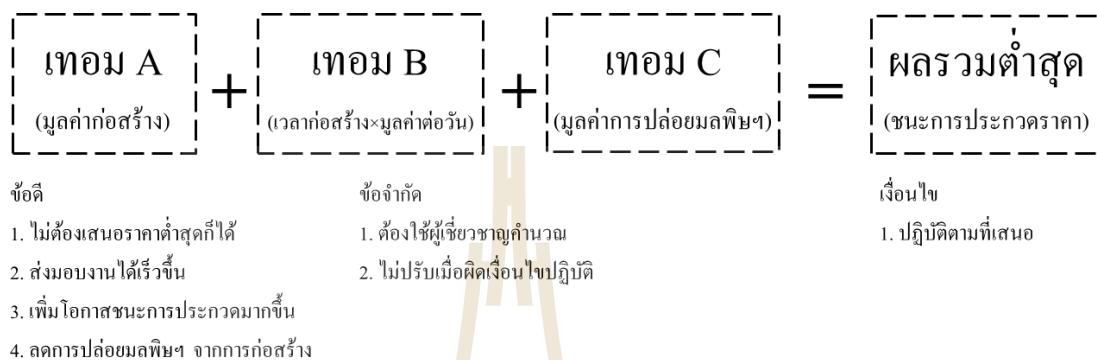 เทอม A + เทอม B + เทอม C = ผลรวมต่ำสุด
(มูลค่าก่อสร้าง) (เวลาก่อสร้าง×มูลค่าต่อวัน) (มูลค่าการปล่อยมลพิษฯ) (ชนะการประกวดราคา)
ข้อดี
1. ไม่ต้องเสนอราคาต่ำสุดก็ได้
2. ส่งมอบงานได้เร็วขึ้น
3. เพิ่มโอกาสชนะการประกวดมากขึ้น
4. ลดการปล่อยมลพิษฯ จากการก่อสร้าง
ข้อจำกัด
1. ต้องใช้ผู้เชี่ยวชาญคำนวณ
2. ไม่ปรับเมื่อผิดเงื่อนไขปฏิบัติ
เงื่อนไข
1. ปฏิบัติตามที่เสนอ